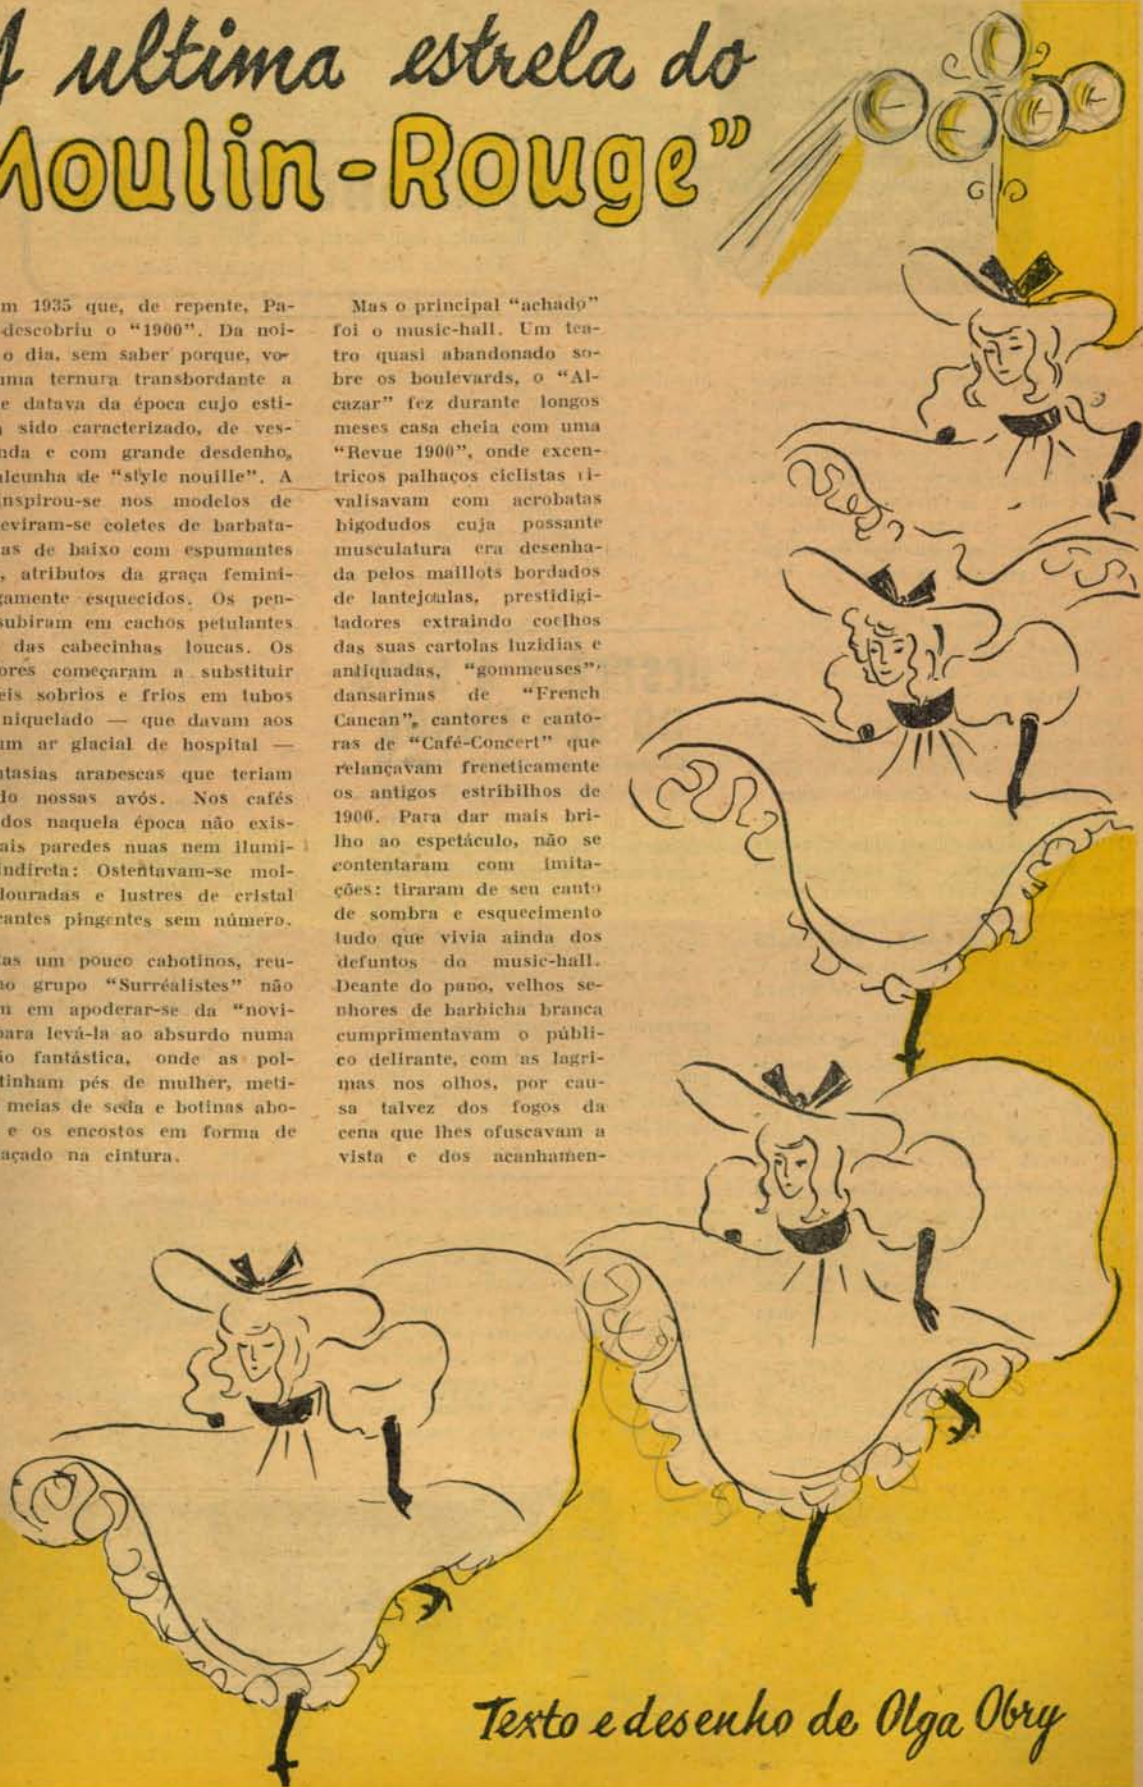 A ultima estrela do
Moulin-Rouge”
m 1935 que, de repente, Pa-
descobriu o “1900”. Da noi-
o dia, sem saber porque, vo-
uma ternura transbordante a
e datava da época cujo esti-
sido caracterizado, de ves-
nda e com grande desdenho,
alcunha de “style nouille”. A
inspirou-se nos modelos de
reviram-se coletes de barbata-
as de baixo com espumantes
, atributos da graça femini-
gamente esquecidos. Os pen-
subiram em cachos petulantes
das cabecinhas loucas. Os
ores começaram a substituir
eis sobrios e frios em tubos
niquelado — que davam aos
um ar glacial de hospital —
ntasias arabescas que teriam
do nossas avós. Nos cafés
dos naquela época não exis-
ais paredes nuas nem ilumi-
indireta: Ostentavam-se mol-
douradas e lustres de cristal
rantes pingentes sem número.
tas um pouco cabotinos, reu-
no grupo “Surréalistes” não
m em apoderar-se da “novi-
para levá-la ao absurdo numa
ão fantástica, onde as pol-
tinham pés de mulher, meti-
meias de seda e botinas abo-
e os encostos em forma de
açado na cintura.
Mas o principal “achado”
foi o music-hall. Um tea-
tro quasi abandonado so-
bre os boulevards, o “Al-
cazar” fez durante longos
meses casa cheia com uma
“Revue 1900”, onde excen-
tricos palhaços ciclistas ri-
valisavam com acrobatas
bigodudos cuja possante
musculatura era desenha-
da pelos maillots bordados
de lantejoulas, prestidigi-
tadores extraindo coelhos
das suas cartolas luzidias e
antiquadas, “gommeuses”,
dansarinas de “French
Cancan”, cantores e canto-
ras de “Café-Concert” que
relançavam freneticamente
os antigos estribilhos de
1900. Para dar mais bri-
lho ao espetáculo, não se
contentaram com imita-
ções: tiraram de seu canto
de sombra e esquecimento
tudo que vivia ainda dos
defuntos do music-hall.
Deante do pano, velhos se-
nhores de barbicha branca
cumprimentavam o públi-
co delirante, com as lagri-
mas nos olhos, por cau-
sa talvez dos fogos da
cena que lhes ofuscavam a
vista e dos acanhamen-
Texto e desenho de Olga Obry